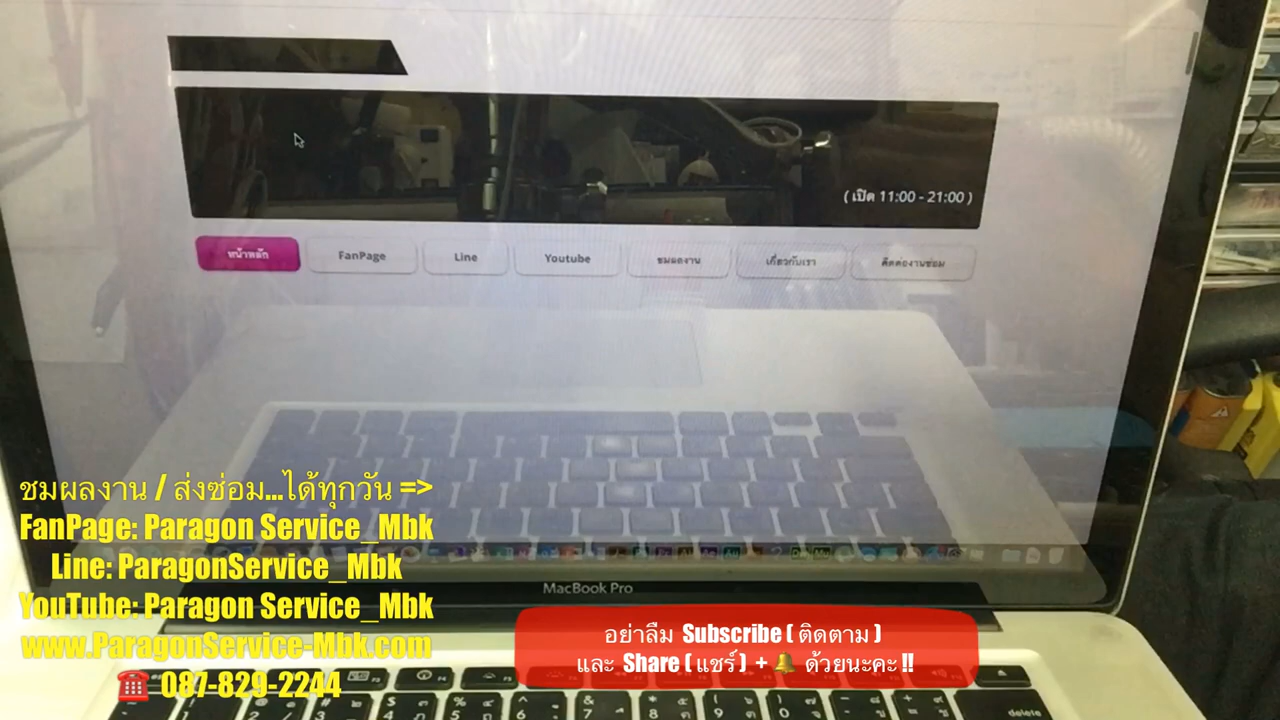 ( เปิด 11:00 - 21:00 )
หน้าหลัก
FanPage
Line
Youtube
ชมผลงาน
เกี่ยวกับเรา
ติดต่องานซ่อม
ชมผลงาน / ส่งซ่อม...ได้ทุกวัน =>
FanPage: Paragon Service_Mbk
Line: ParagonService_Mbk
YouTube: Paragon Service_Mbk
www.ParagonService-Mbk.com
☎️ 087-829-2244
MacBook Pro
อย่าลืม Subscribe ( ติดตาม )
และ Share ( แชร์ ) + 🔔 ด้วยนะคะ !!
delete